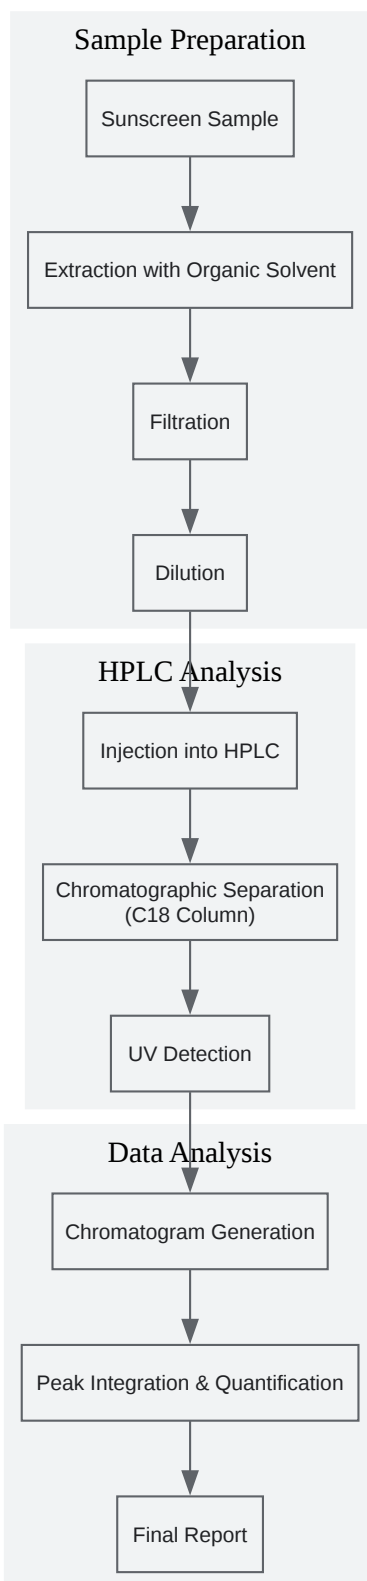 Sample Preparation
Sunscreen Sample
Extraction with Organic Solvent
Filtration
Dilution
HPLC Analysis
Injection into HPLC
Chromatographic Separation
(C18 Column)
UV Detection
Data Analysis
Chromatogram Generation
Peak Integration & Quantification
Final Report